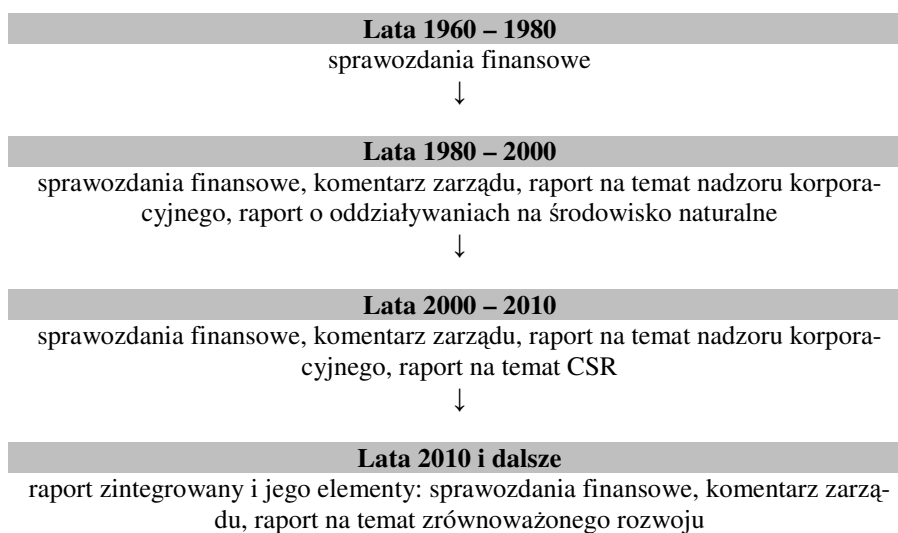 Lata 1960 – 1980
sprawozdania finansowe
↓
Lata 1980 – 2000
sprawozdania finansowe, komentarz zarządu, raport na temat nadzoru korpora-
cyjnego, raport o oddziaływaniach na środowisko naturalne
↓
Lata 2000 – 2010
sprawozdania finansowe, komentarz zarządu, raport na temat nadzoru korpora-
cyjnego, raport na temat CSR
↓
Lata 2010 i dalsze
raport zintegrowany i jego elementy: sprawozdania finansowe, komentarz zarzą-
du, raport na temat zrównoważonego rozwoju